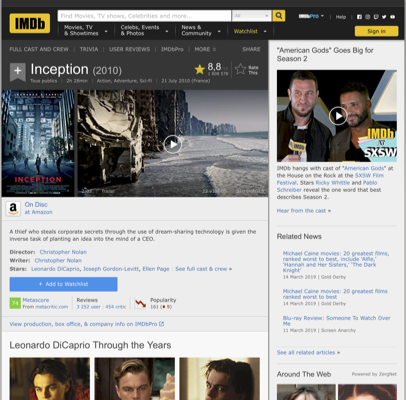 IMDb
Find Movies, TV shows, Celebrities and more...
All
IMDbPro
Help
Movies, TV
& Showtimes
Celebs, Events
& Photos
News &
Community
Watchlist
Sign in
FULL CAST AND CREW | TRIVIA | USER REVIEWS | IMDbPro | MORE
SHARE
Inception (2010)
Tous publics | 2h 28min | Action, Adventure, Sci-Fi | 21 July 2010 (France)
8,8
Rate
This
INCEPTION
On Disc
at Amazon
A thief who steals corporate secrets through the use of dream-sharing technology is given the
inverse task of planting an idea into the mind of a CEO.
Director: Christopher Nolan
Writer: Christopher Nolan
Stars: Leonardo DiCaprio, Joseph Gordon-Levitt, Ellen Page | See full cast & crew »
+ Add to Watchlist
74
Metascore
From metacritic.com
Reviews
3 252 user | 454 critic
Popularity
161 (9)
View production, box office, & company info on IMDbPro
Leonardo DiCaprio Through the Years
"American Gods" Goes Big for
Season 2
IMDb
at
SXSW
IMDb hangs with cast of "American Gods" at
the House on the Rock at the SXSW Film
Festival. Stars Ricky Whittle and Pablo
Schreiber reveal the one word that best
describes Season 2.
Hear from the cast »
Related News
Michael Caine movies: 20 greatest films,
ranked worst to best, include 'Alfie,'
'Hannah and Her Sisters,' 'The Dark
Knight'
14 March 2019 | Gold Derby
Michael Caine movies: 20 greatest films
ranked worst to best
14 March 2019 | Gold Derby
Blu-ray Review: Someone To Watch Over
Me
11 March 2019 | Screen Anarchy
See all related articles »
Around The Web
Powered by ZergNet